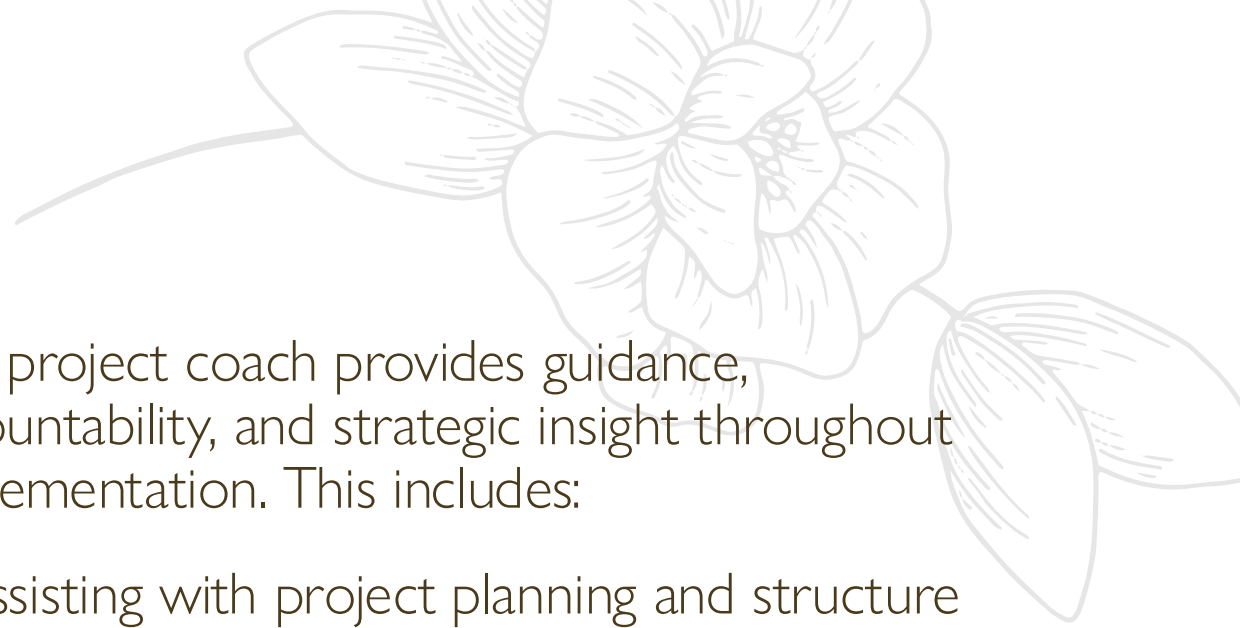 project coach provides guidance,
ountability, and strategic insight throughout
ementation. This includes:
ssisting with project planning and structure